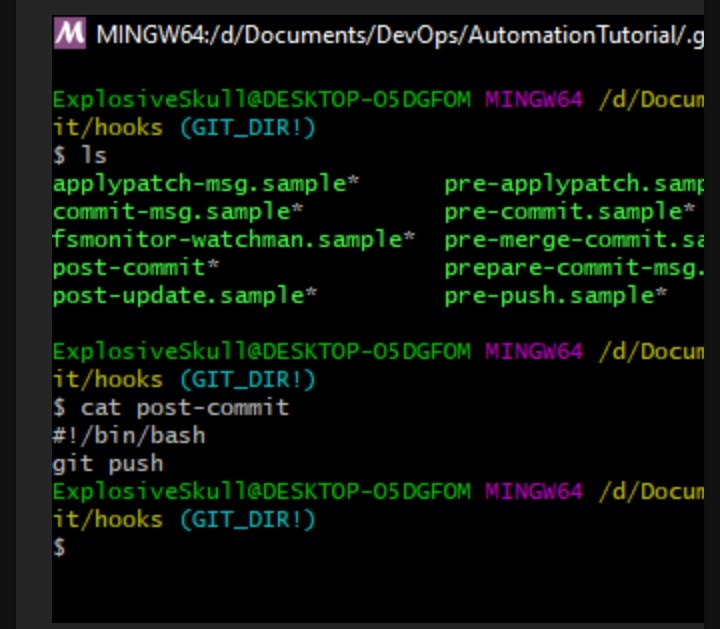 MINGW64:/d/Documents/DevOps/AutomationTutorial/.g
ExplosiveSkull@DESKTOP-O5DGFOM MINGW64 /d/Docum
it/hooks (GIT_DIR!)
$ ls
applypatch-msg.sample* pre-applypatch.samp
commit-msg.sample* pre-commit.sample*
fsmonitor-watchman.sample* pre-merge-commit.sa
post-commit* prepare-commit-msg.
post-update.sample* pre-push.sample*
ExplosiveSkull@DESKTOP-O5DGFOM MINGW64 /d/Docum
it/hooks (GIT_DIR!)
$ cat post-commit
#!/bin/bash
git push
ExplosiveSkull@DESKTOP-O5DGFOM MINGW64 /d/Docum
it/hooks (GIT_DIR!)
$